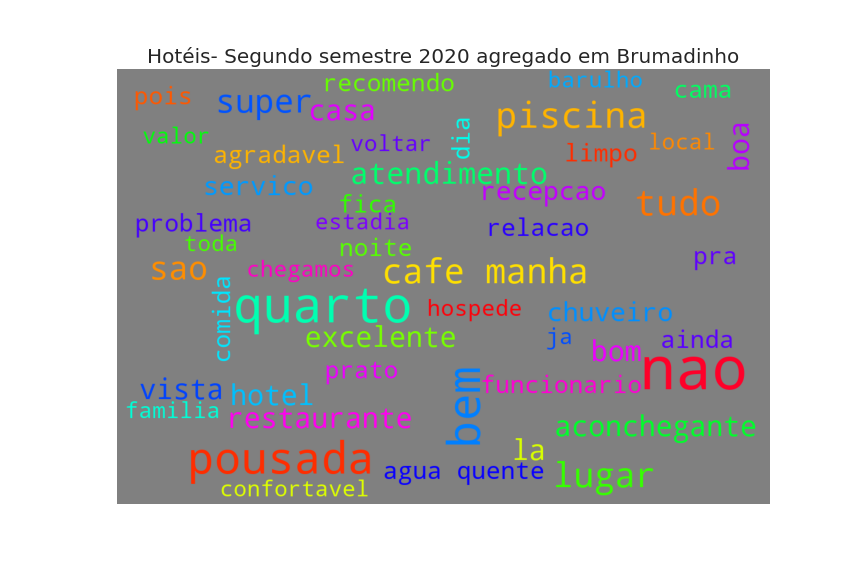 Hotéis- Segundo semestre 2020 agregado em Brumadinho
recomendo
barulho
pois
super
casa
cama
piscina
valor
voltar
dia
local
boa
agradavel
limpo
atendimento
servico
recepcao
fica
tudo
problema
estadia
relacao
toda
noite
pra
sao
chegamos
cafe manha
comida
quarto
hospede
chuveiro
excelente
ja
bom
ainda
nao
prato
vista
hotel
bem
funcionario
familia
restaurante
aconchegante
pousada
la
agua quente
lugar
confortavel